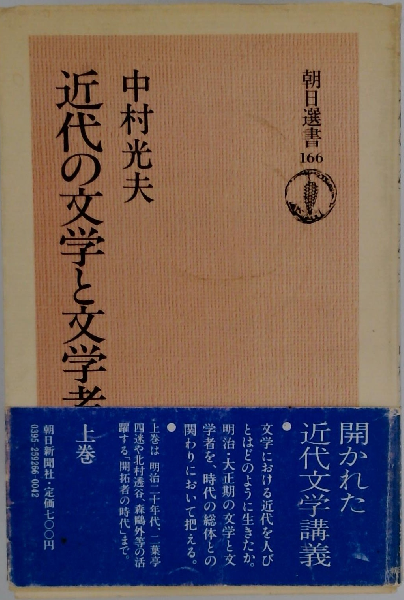 朝日選書
166
中村光夫
近代の文学と文学者
開かれた
近代文学講義
●
文学における近代を人び
とはどのように生きたか。
明治・大正期の文学と文
学者を、時代の総体との
関わりにおいて把える。
●
上巻
・上巻は明治二十年代、二葉亭
四迷や北村透谷、森鷗外等の活
躍する「開拓者の時代」まで。
朝日新聞社・定価七〇〇円
0395-259266-0042